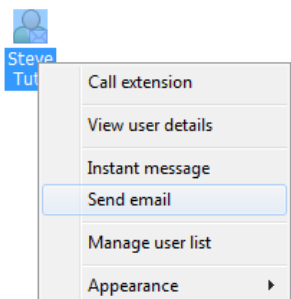 Steve
Tut
Call extension
View user details
Instant message
Send email
Manage user list
Appearance